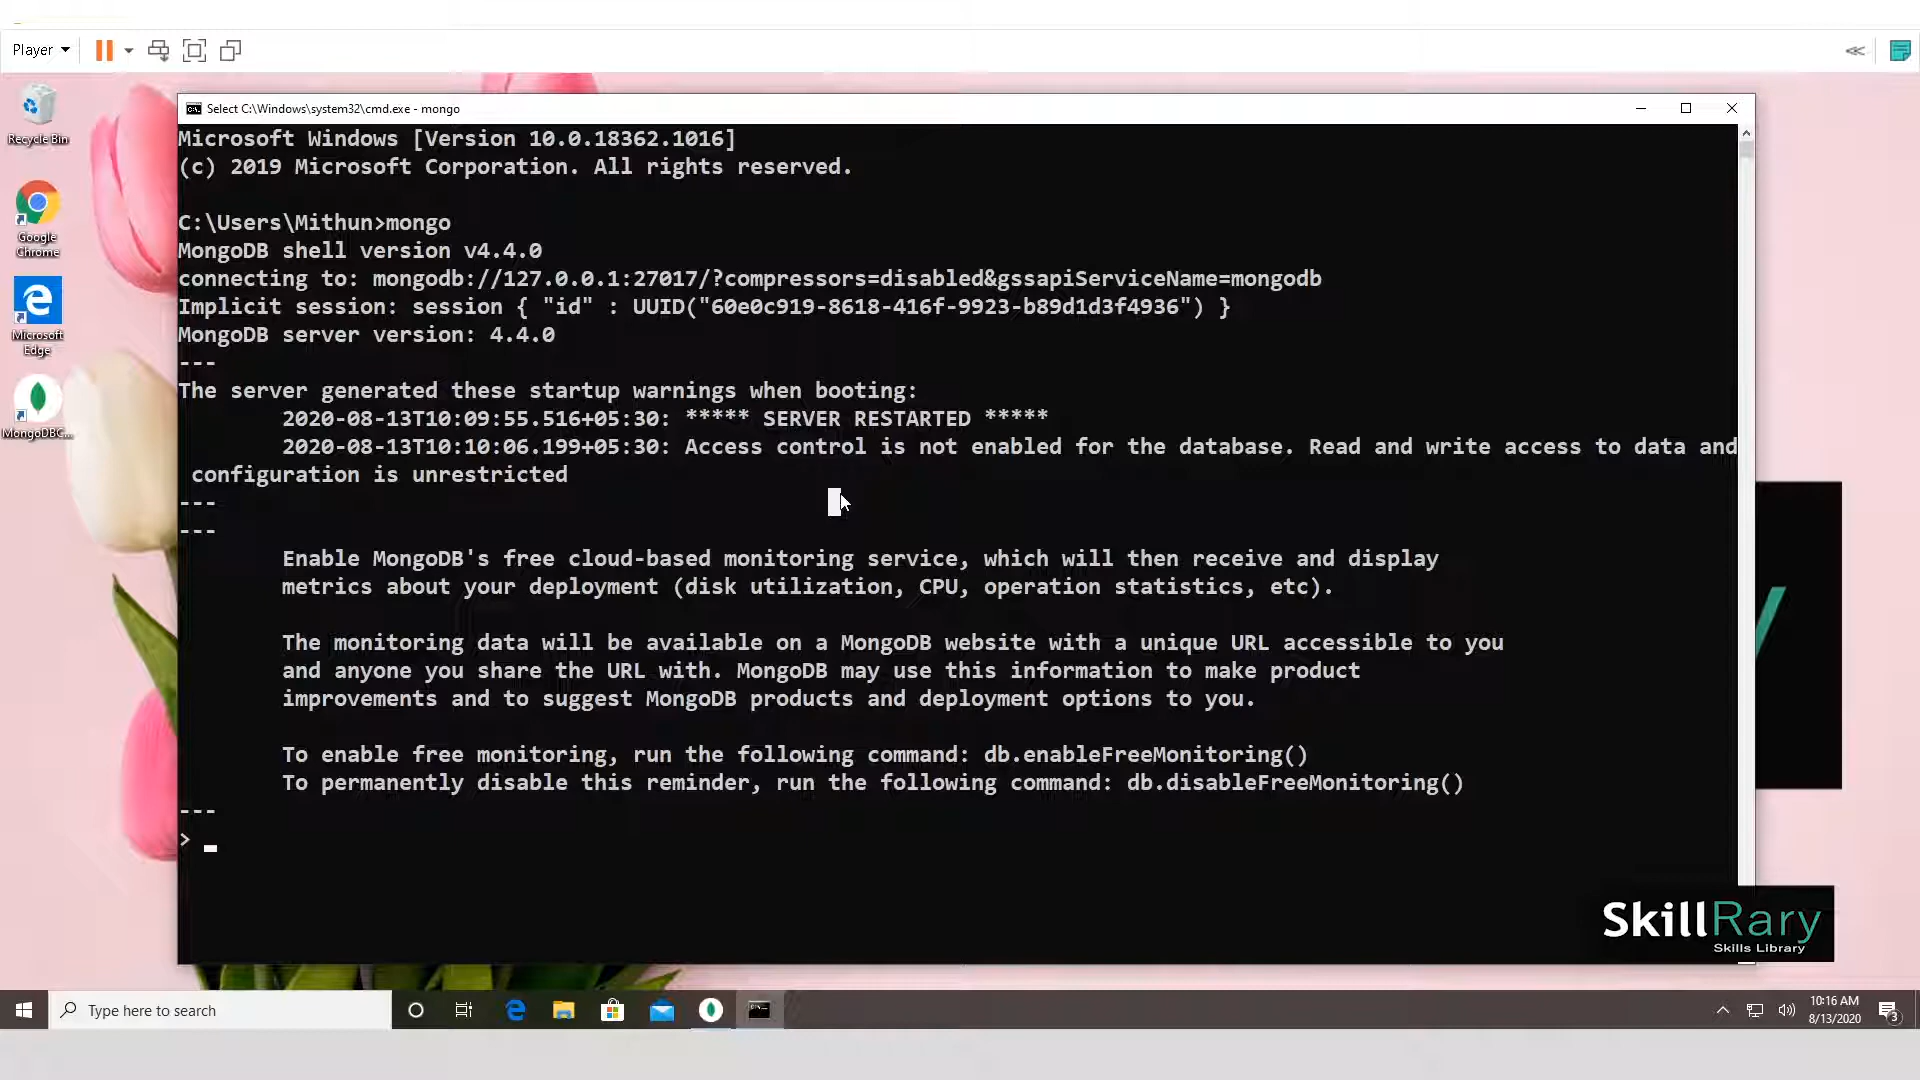 Player
Select C:\Windows\system32\cmd.exe - mongo
Recycle Bin
Google
Chrome
Microsoft
Edge
MongoDBC...
Microsoft Windows [Version 10.0.18362.1016]
(c) 2019 Microsoft Corporation. All rights reserved.
C:\Users\Mithun>mongo
MongoDB shell version v4.4.0
connecting to: mongodb://127.0.0.1:27017/?compressors=disabled&gssapiServiceName=mongodb
Implicit session: session { "id" : UUID("60e0c919-8618-416f-9923-b89d1d3f4936") }
MongoDB server version: 4.4.0
---
The server generated these startup warnings when booting:
2020-08-13T10:09:55.516+05:30: ***** SERVER RESTARTED *****
2020-08-13T10:10:06.199+05:30: Access control is not enabled for the database. Read and write access to data and
configuration is unrestricted
---
---
Enable MongoDB's free cloud-based monitoring service, which will then receive and display
metrics about your deployment (disk utilization, CPU, operation statistics, etc).
The monitoring data will be available on a MongoDB website with a unique URL accessible to you
and anyone you share the URL with. MongoDB may use this information to make product
improvements and to suggest MongoDB products and deployment options to you.
To enable free monitoring, run the following command: db.enableFreeMonitoring()
To permanently disable this reminder, run the following command: db.disableFreeMonitoring()
---
>
SkillRary
Skills Library
Type here to search
10:16 AM
8/13/2020
3